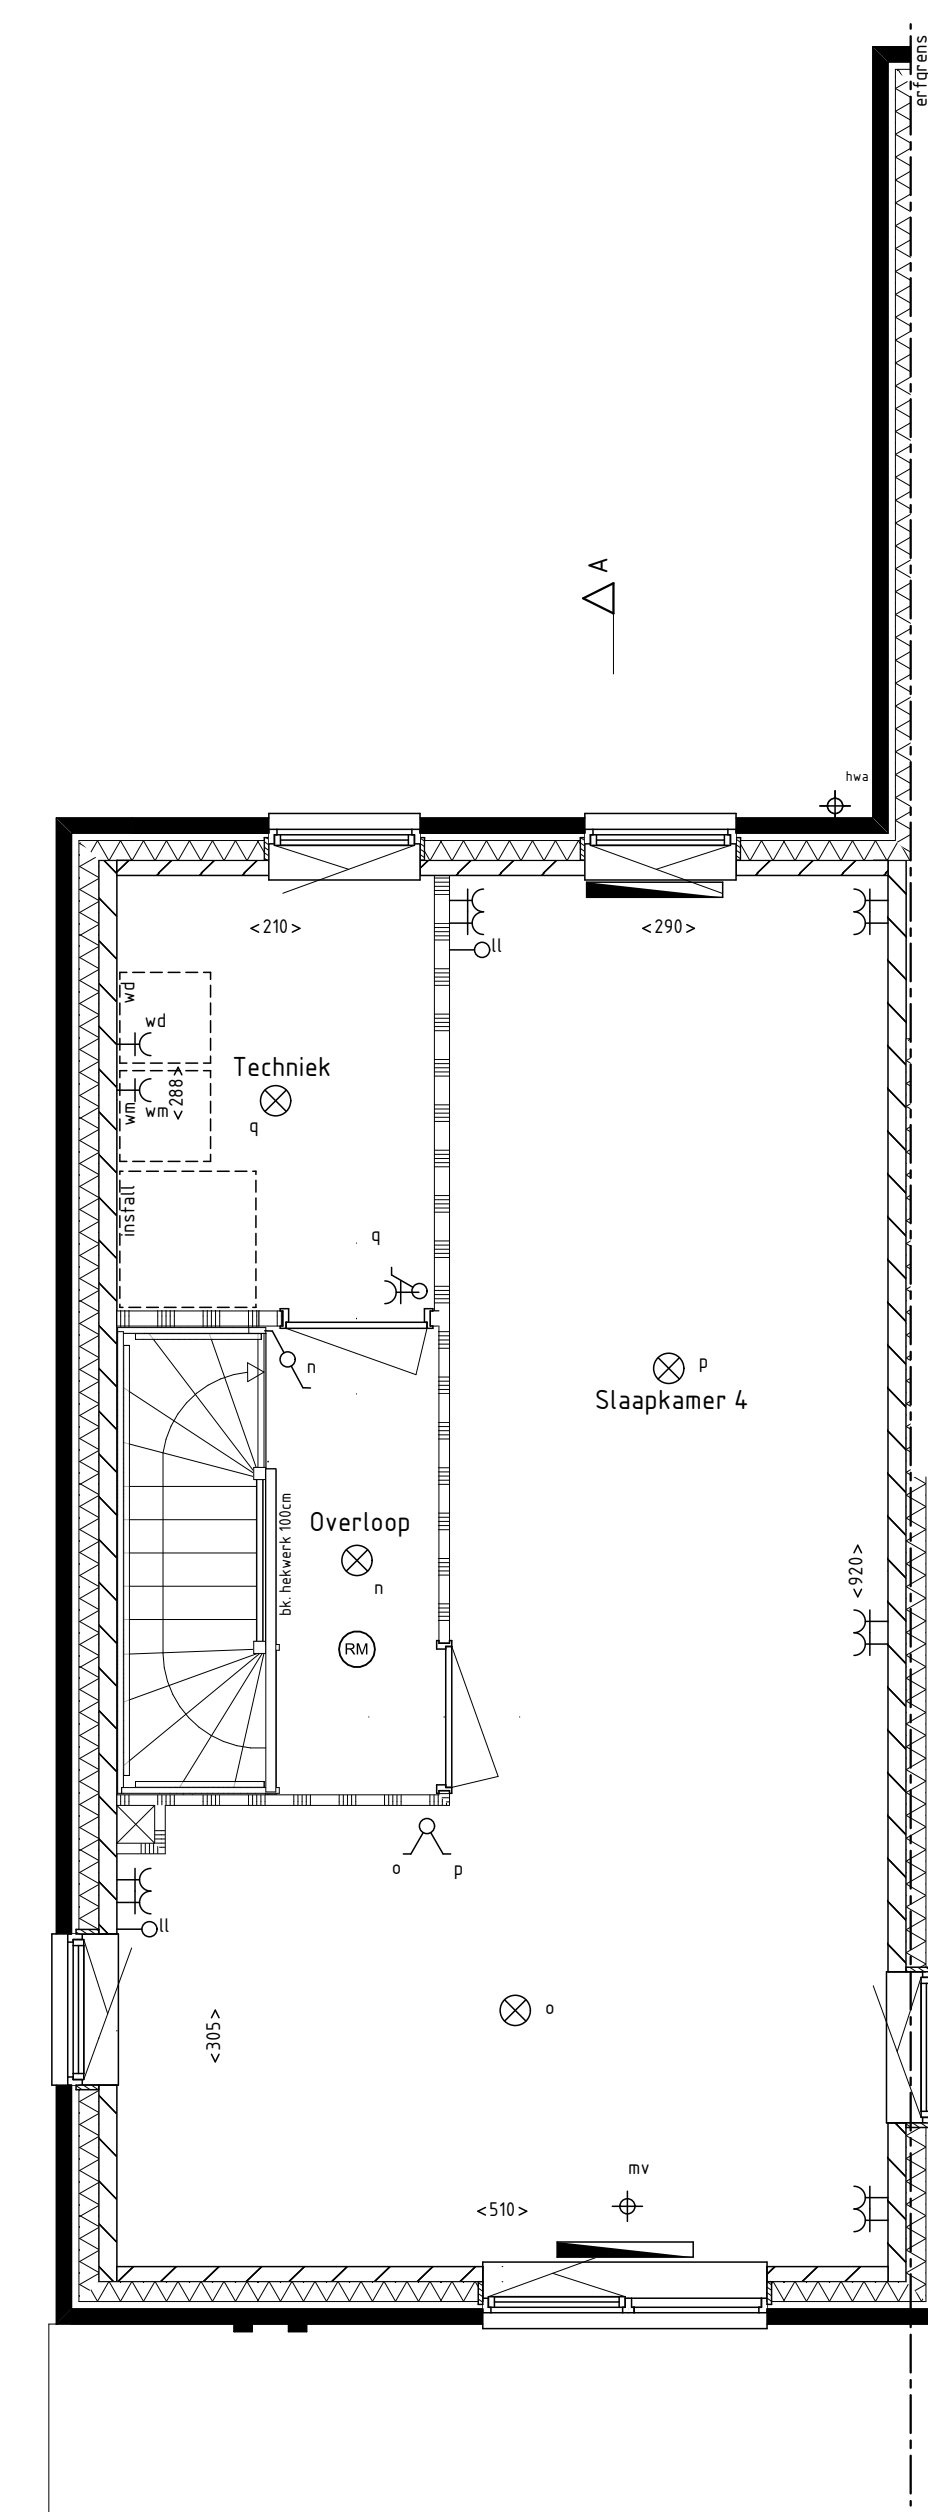 erfgrens
A
hwa
<210>
<290>
ll
wd
wd
Techniek
<288>
wm
wm
q
install
q
n
p
Slaapkamer 4
bk. hekwerk 100cm
Overloop
n
<920>
RM
o
p
ll
o
<305>
mv
<510>